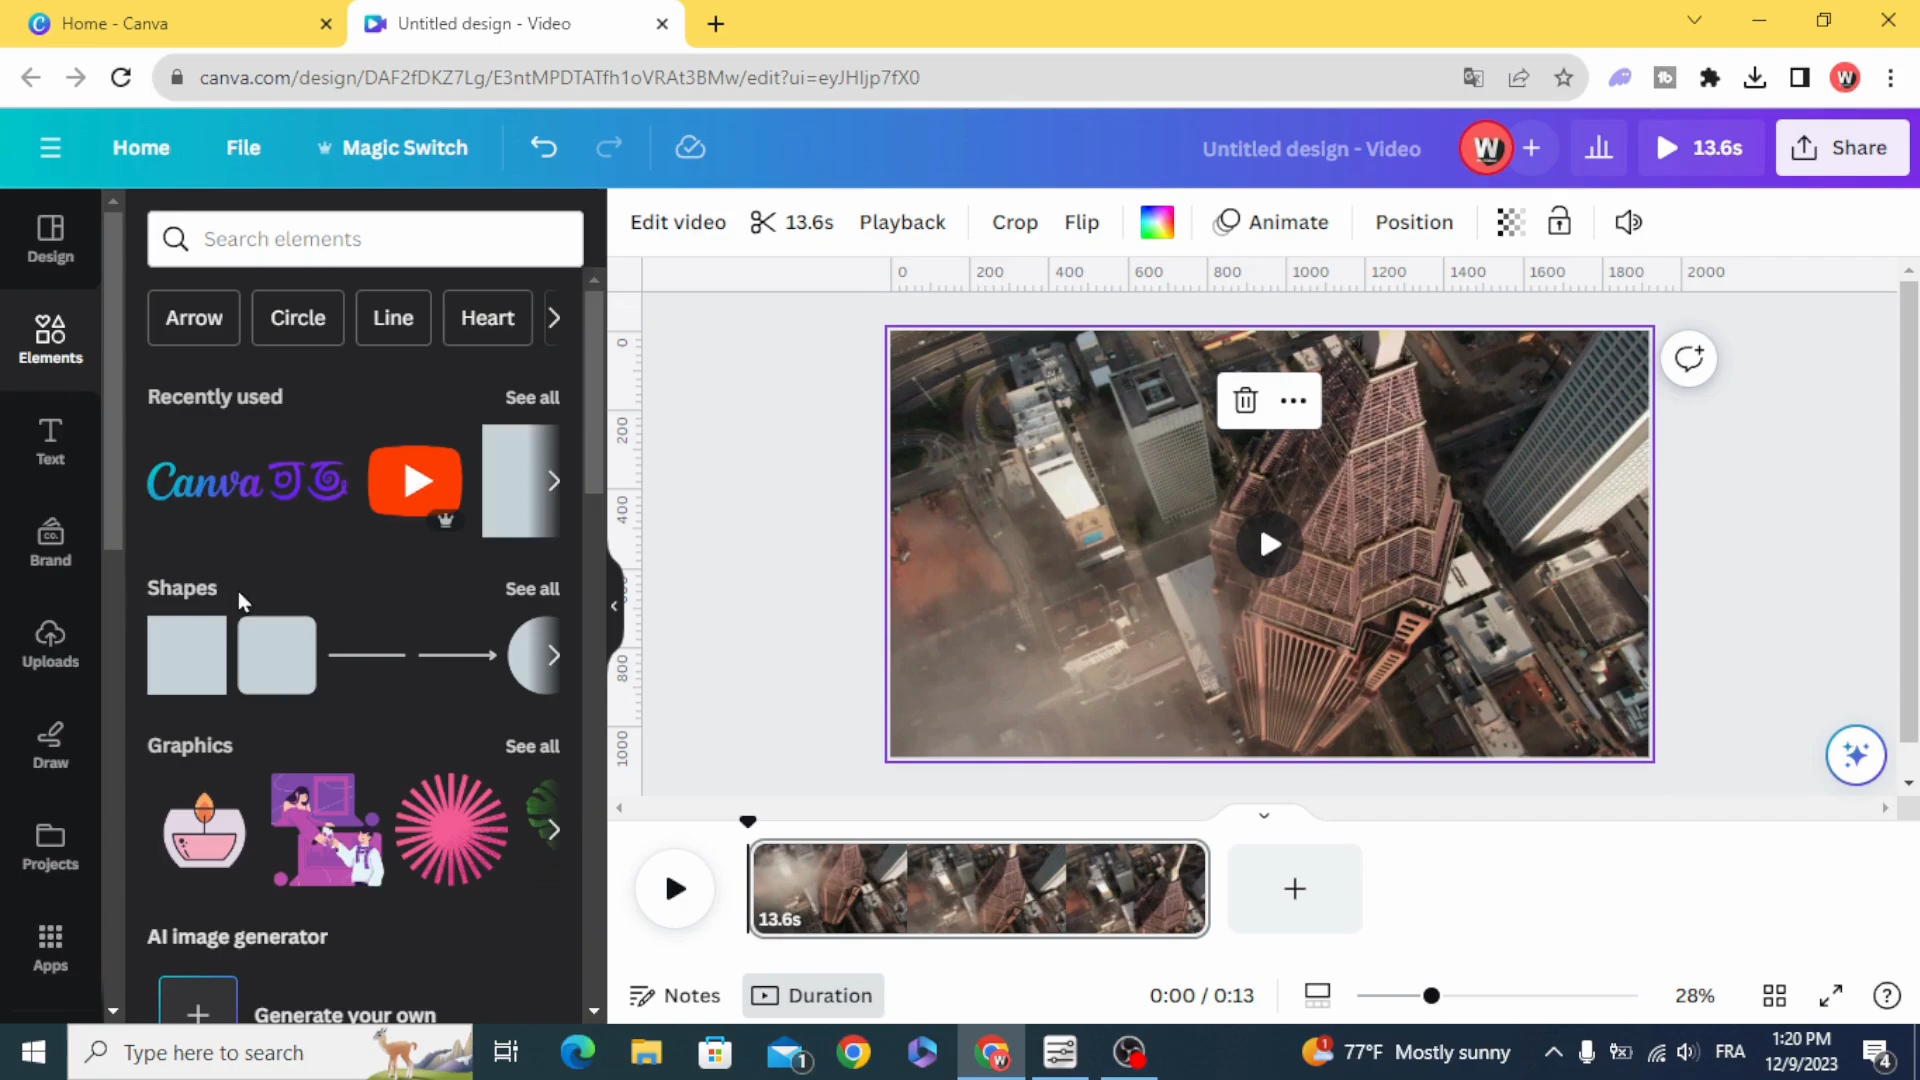 Home - Canva
Untitled design - Video
canva.com/design/DAF2fDKZ7Lg/E3ntMPDTATfh1oVRAt3BMw/edit?ui=eyJHIjp7fX0
Home
File
Magic Switch
Untitled design - Video
W
13.6s
Share
Design
Elements
Text
Brand
Uploads
Draw
Projects
Apps
Search elements
Arrow
Circle
Line
Heart
Recently used
See all
Canva
Shapes
See all
Graphics
See all
AI image generator
Generate your own
Edit video
13.6s
Playback
Crop
Flip
Animate
Position
0 200 400 600 800 1000 1200 1400 1600 1800 2000
0
200
400
800
1000
13.6s
Notes
Duration
0:00 / 0:13
28%
Type here to search
1
1
77°F Mostly sunny
FRA
1:20 PM
12/9/2023
4